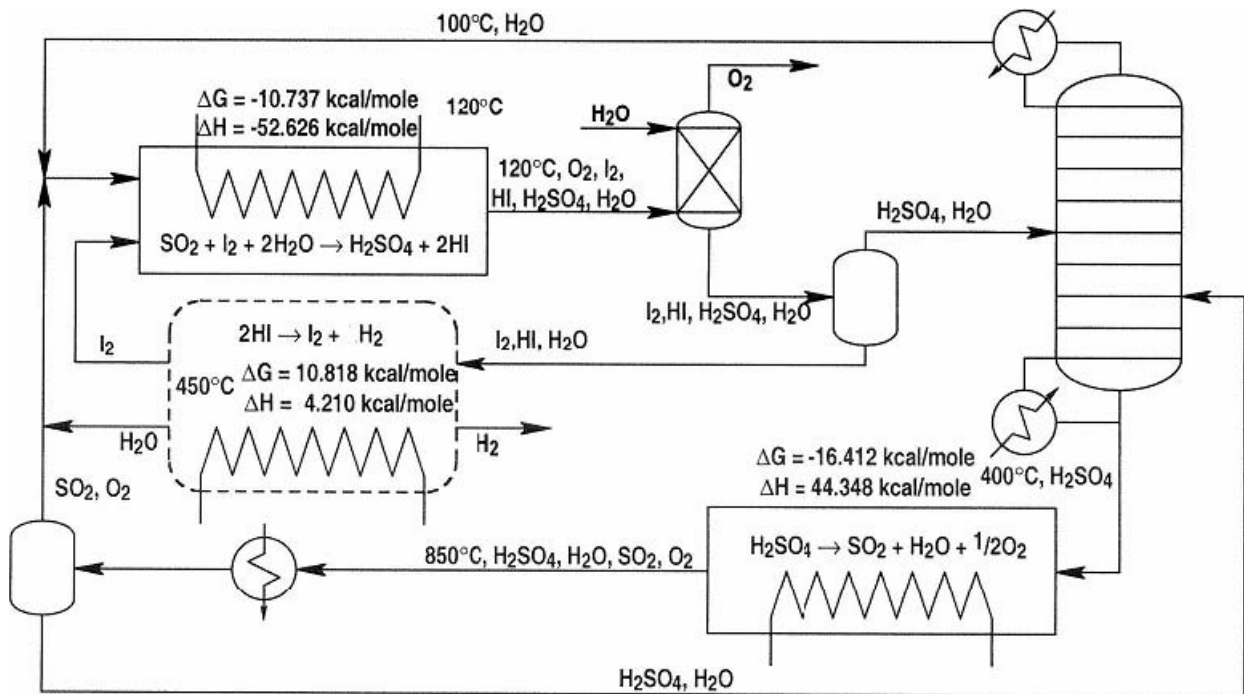 100°C, H2O
O2
ΔG = -10.737 kcal/mole
ΔH = -52.626 kcal/mole
120°C
H2O
120°C, O2, I2,
HI, H2SO4, H2O
SO2 + I2 + 2H2O → H2SO4 + 2HI
H2SO4, H2O
I2,HI, H2SO4, H2O
2HI → I2 + H2
I2
I2,HI, H2O
450°C
ΔG = 10.818 kcal/mole
ΔH = 4.210 kcal/mole
H2O
H2
SO2, O2
ΔG = -16.412 kcal/mole
ΔH = 44.348 kcal/mole
400°C, H2SO4
H2SO4 → SO2 + H2O + 1/2O2
850°C, H2SO4, H2O, SO2, O2
H2SO4, H2O